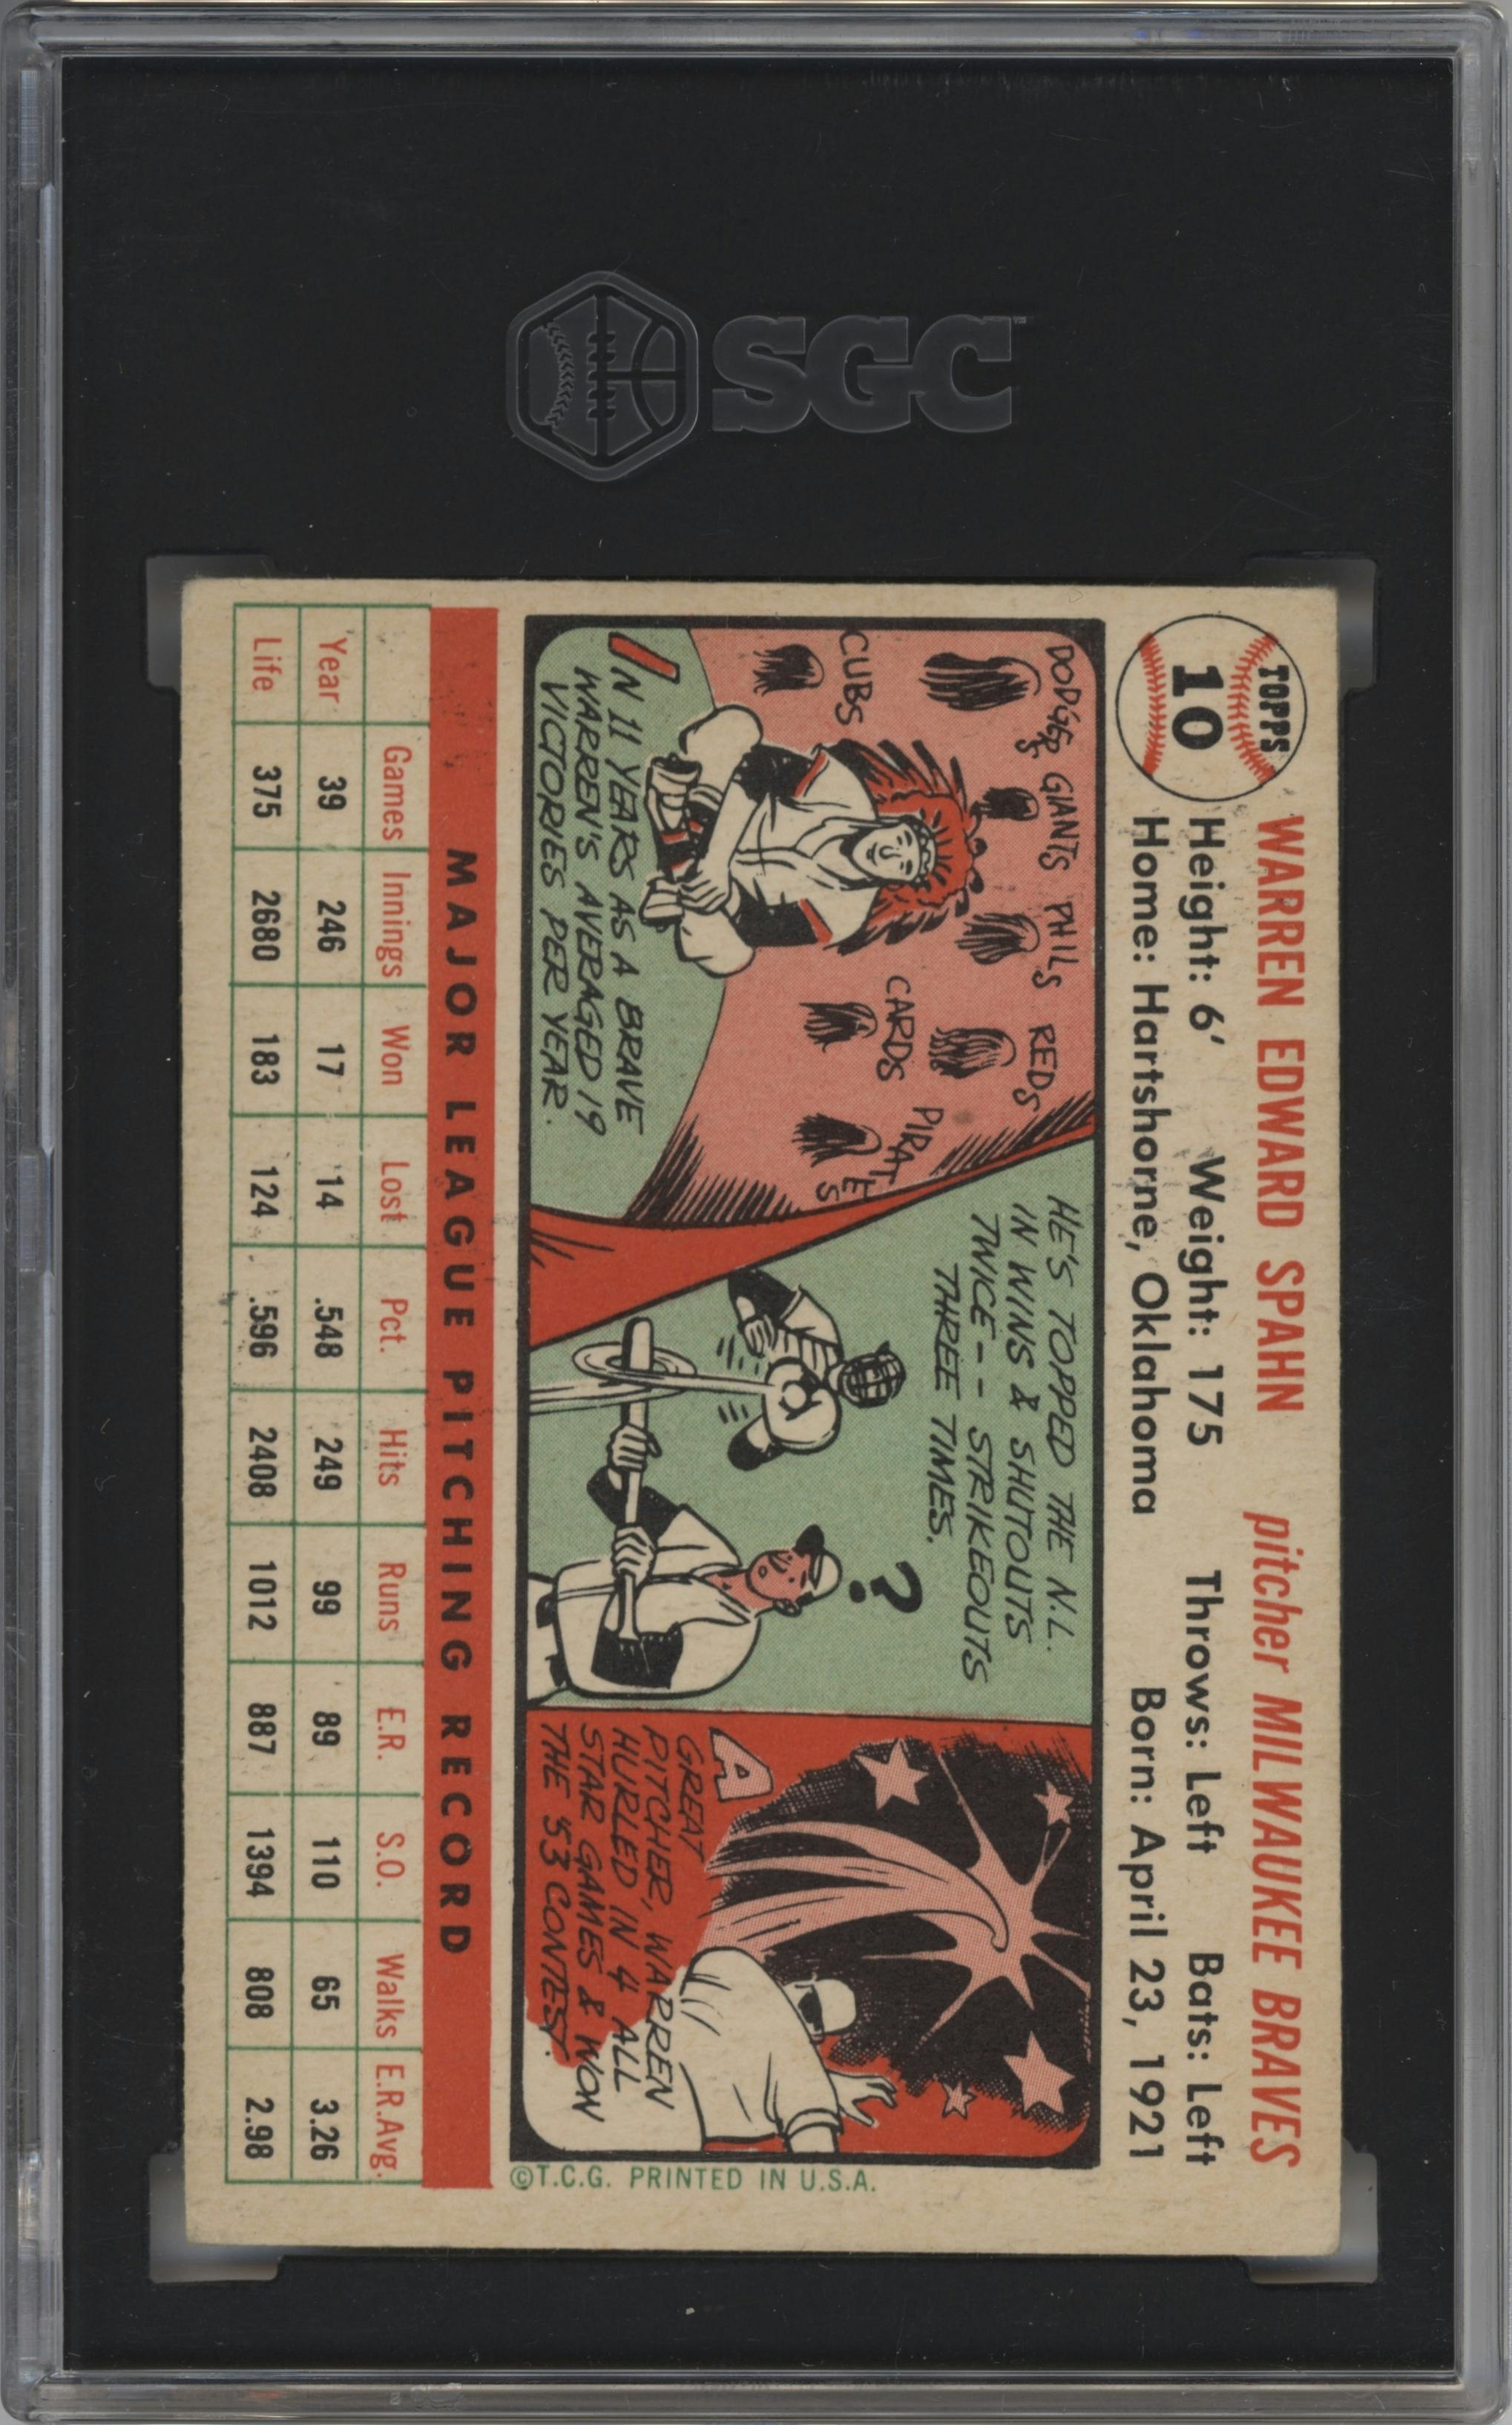 SGC
TOPPS
10
WARREN EDWARD SPAHN pitcher MILWAUKEE BRAVES
Height: 6' Weight: 175 Throws: Left Bats: Left
Home: Hartshorne, Oklahoma Born: April 23, 1921
DODGERS GIANTS PHILS REDS
CUBS CARDS PIRATES
IN 11 YEARS AS A BRAVE
WARREN'S AVERAGED 19
VICTORIES PER YEAR.
HE'S TOPPED THE N.L.
IN WINS & SHUTOUTS
TWICE-- STRIKEOUTS
THREE TIMES.
?
A
GREAT
PITCHER, WARREN
HURLED IN 4 ALL
STAR GAMES & WON
THE '53 CONTEST.
©T.C.G. PRINTED IN U.S.A.
MAJOR LEAGUE PITCHING RECORD
Games Innings Won Lost Pct. Hits Runs E.R. S.O. Walks E.R.Avg.
Year 39 246 17 14 .548 249 99 89 110 65 3.26
Life 375 2680 183 124 .596 2408 1012 887 1394 808 2.98